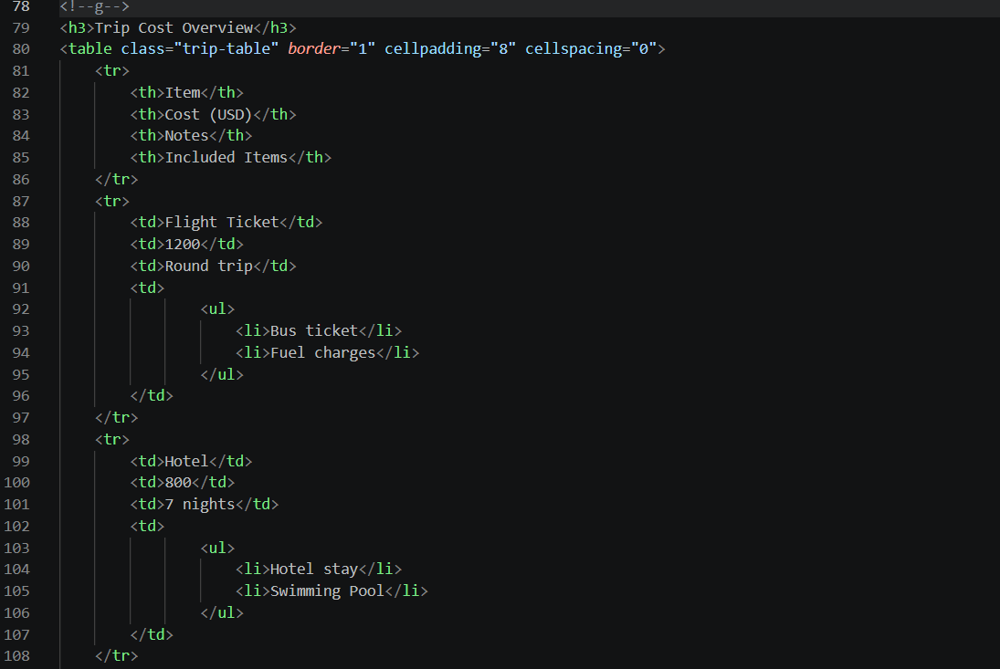 78 <!--g-->
79 <h3>Trip Cost Overview</h3>
80 <table class="trip-table" border="1" cellpadding="8" cellspacing="0">
81 <tr>
82 <th>Item</th>
83 <th>Cost (USD)</th>
84 <th>Notes</th>
85 <th>Included Items</th>
86 </tr>
87 <tr>
88 <td>Flight Ticket</td>
89 <td>1200</td>
90 <td>Round trip</td>
91 <td>
92 <ul>
93 <li>Bus ticket</li>
94 <li>Fuel charges</li>
95 </ul>
96 </td>
97 </tr>
98 <tr>
99 <td>Hotel</td>
100 <td>800</td>
101 <td>7 nights</td>
102 <td>
103 <ul>
104 <li>Hotel stay</li>
105 <li>Swimming Pool</li>
106 </ul>
107 </td>
108 </tr>